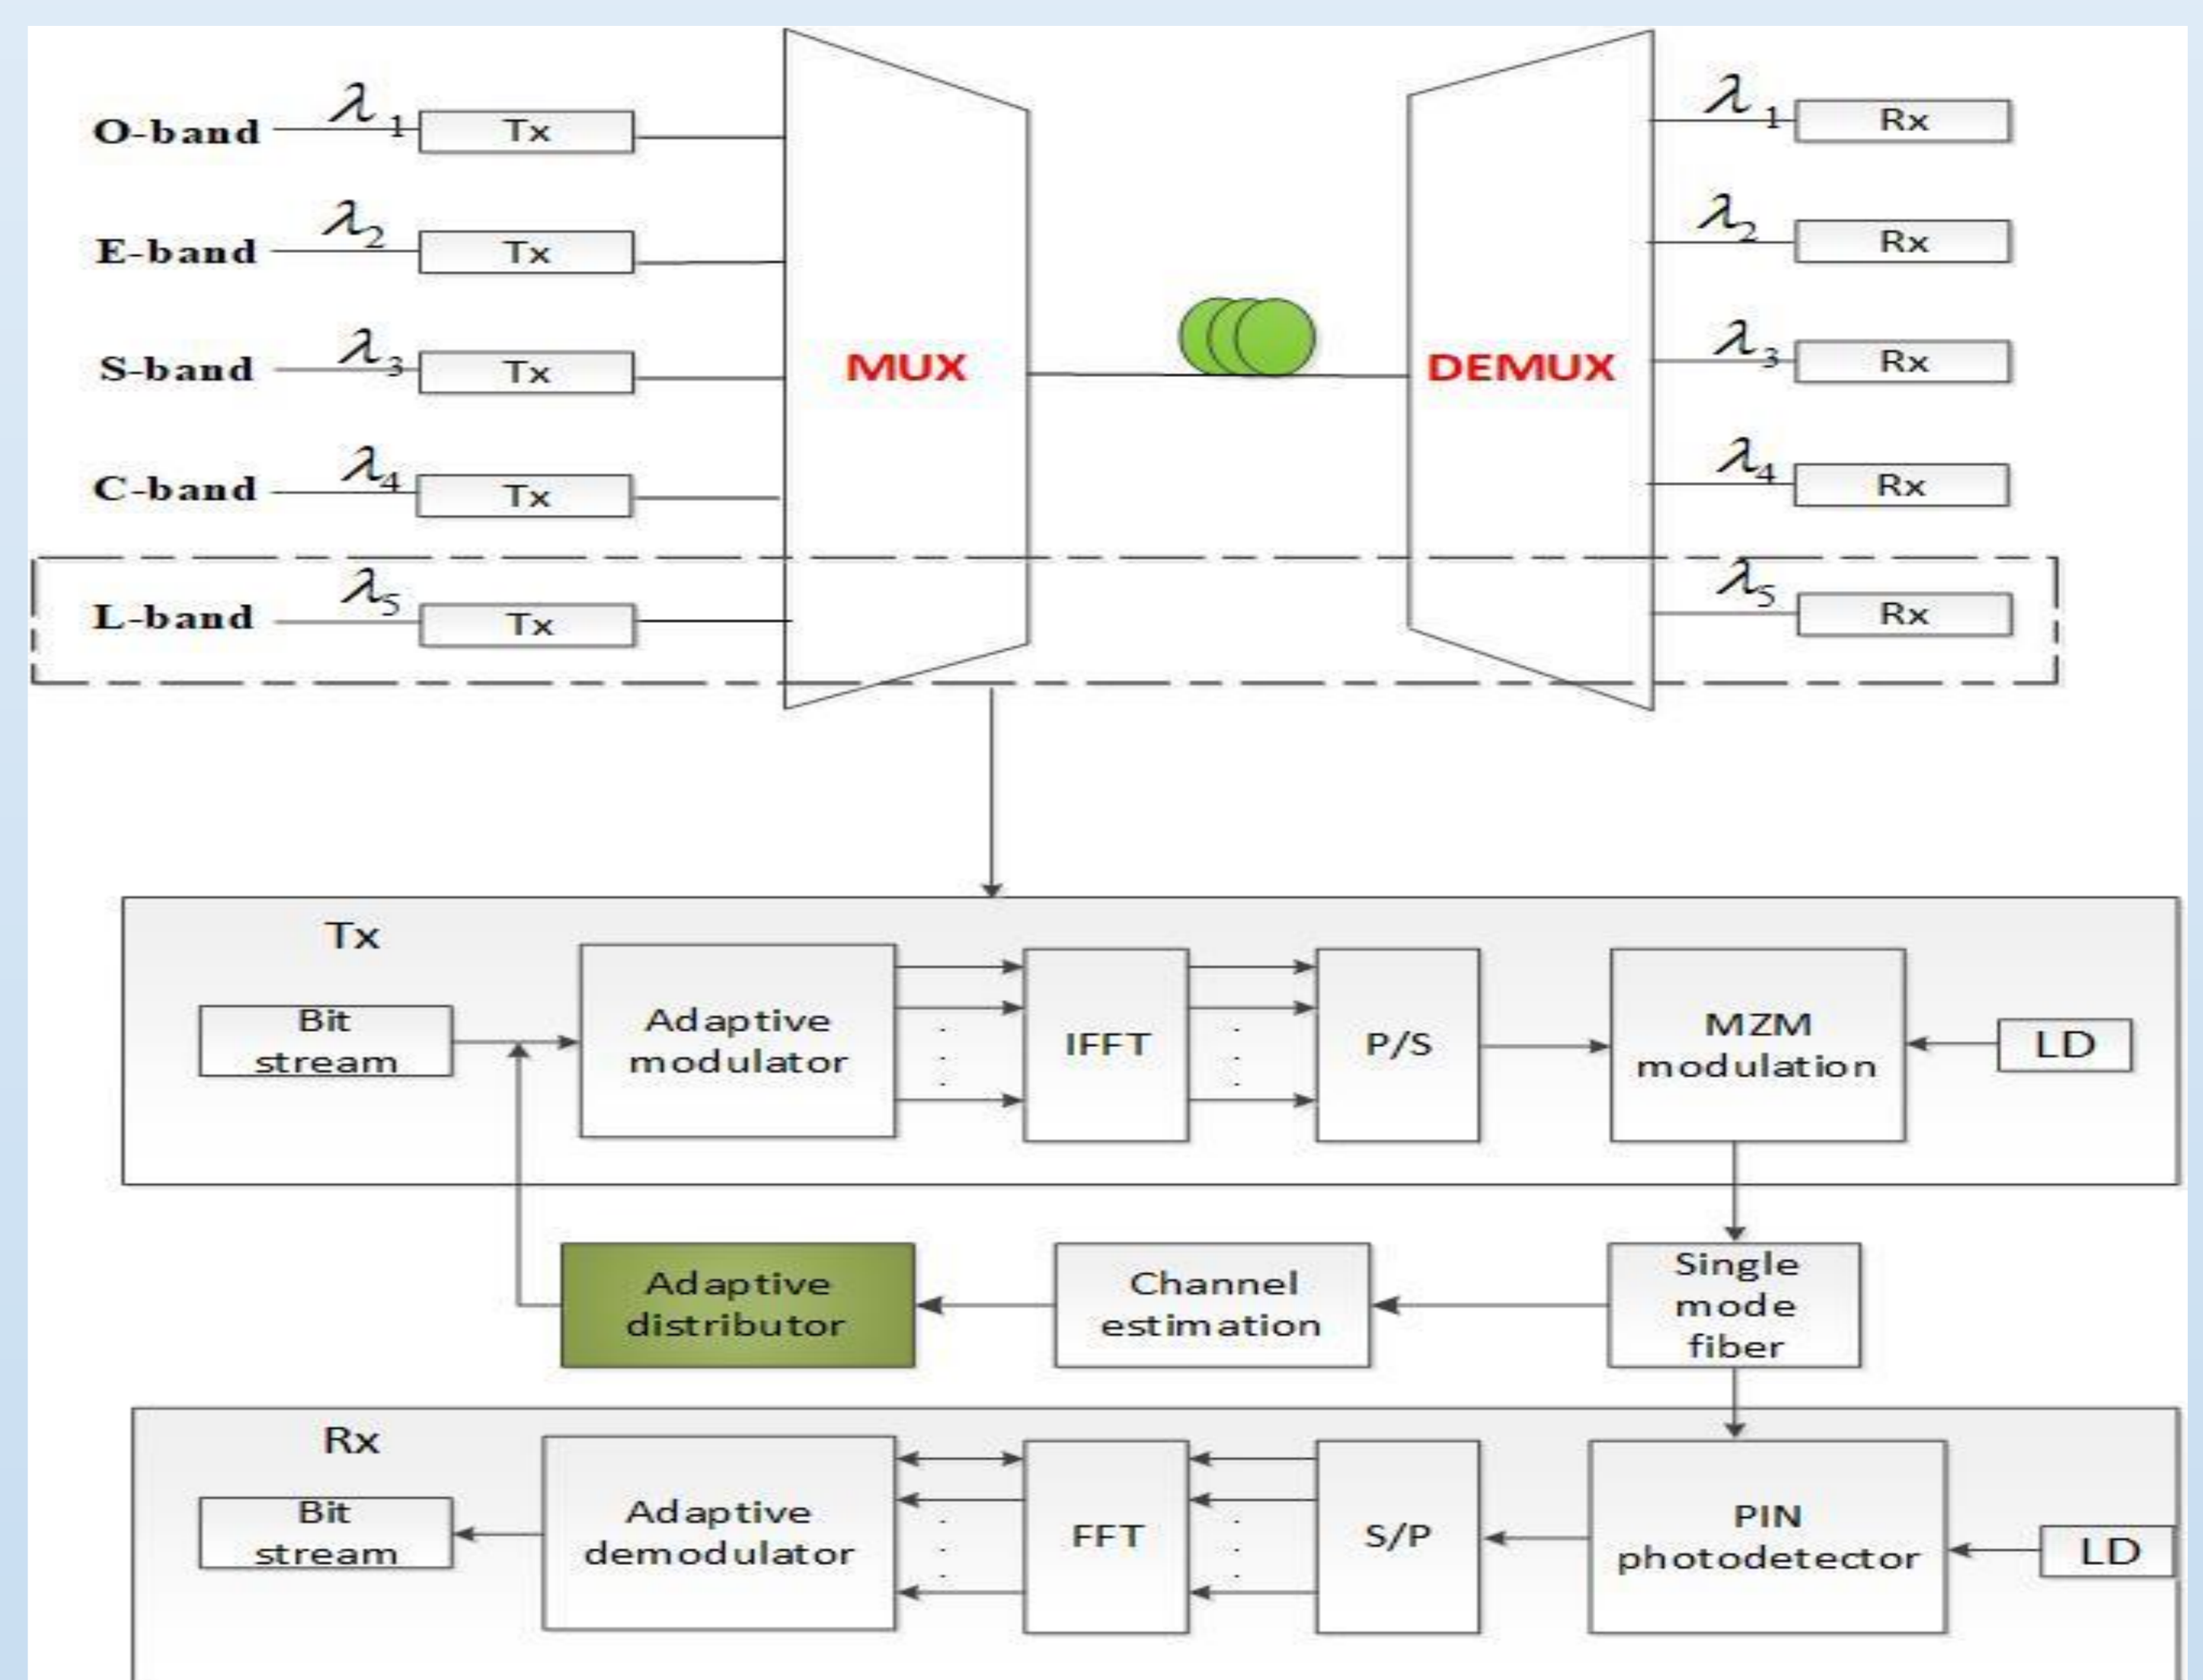 O-band λ1 Tx
λ1 Rx
E-band λ2 Tx
λ2 Rx
S-band λ3 Tx
λ3 Rx
MUX
DEMUX
C-band λ4 Tx
λ4 Rx
L-band λ5 Tx
λ5 Rx
Tx
Bit
stream
Adaptive
modulator
IFFT
P/S
MZM
modulation
LD
Adaptive
distributor
Channel
estimation
Single
mode
fiber
Rx
Bit
stream
Adaptive
demodulator
FFT
S/P
PIN
photodetector
LD